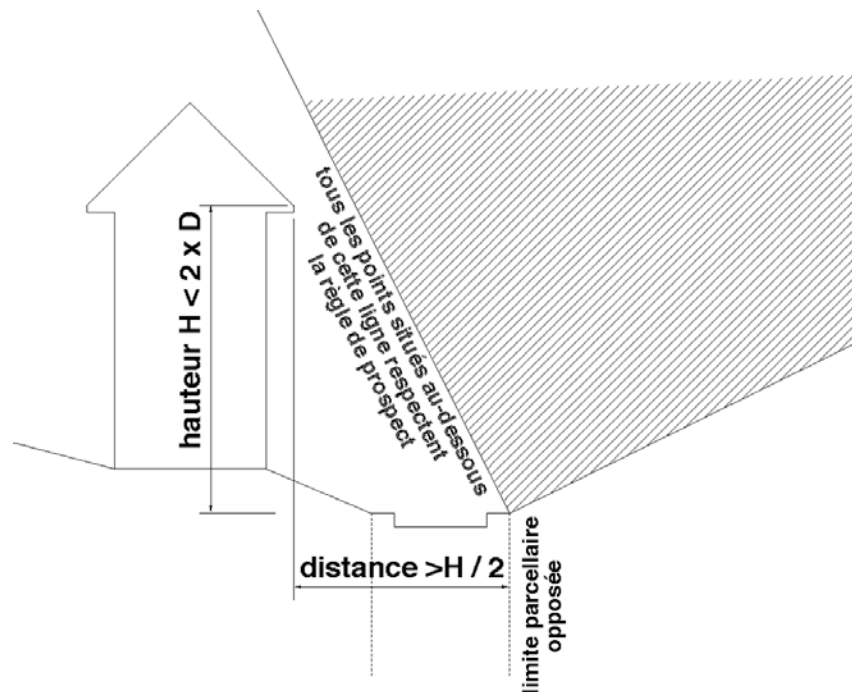 hauteur H < 2 x D
tous les points situés au-dessous
de cette ligne respectent
la règle de prospect
distance >H / 2
limite parcellaire
opposée